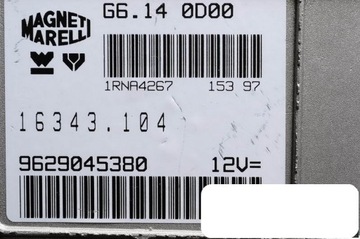 MAGNETI
MARELLI
G6.14 0D00
1RNA4267 153 97
16343.104
9629045380 12V=